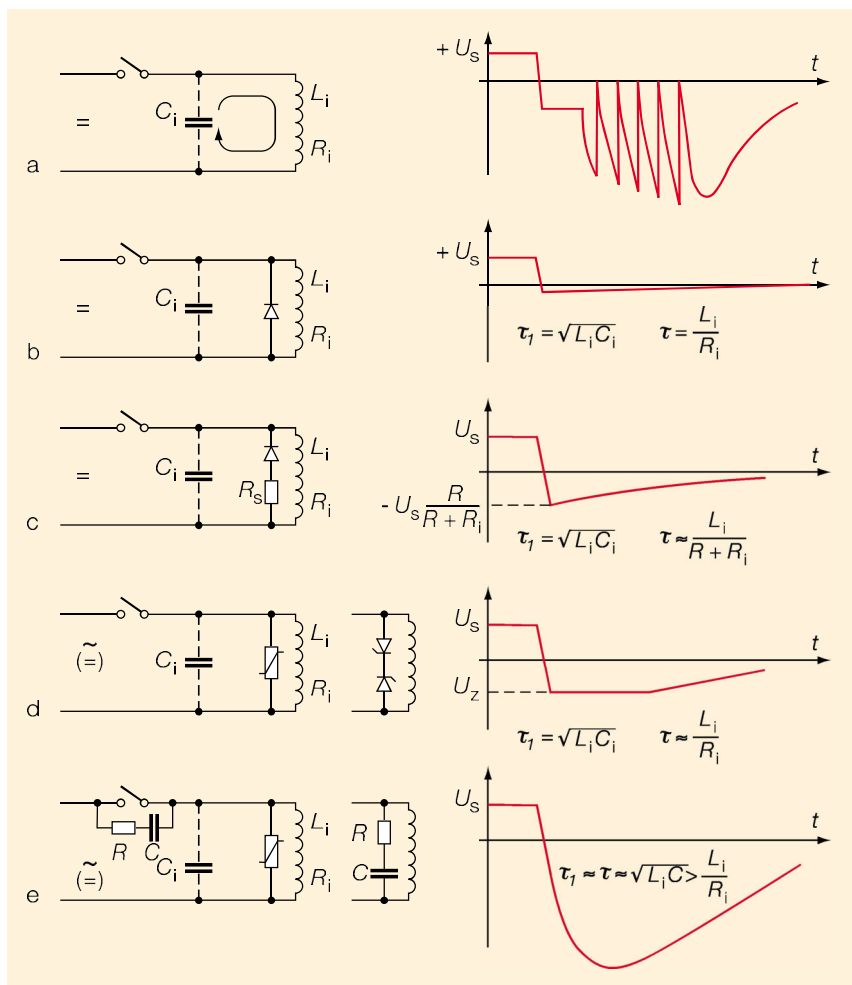 + Uₛ
t
Cᵢ
Lᵢ
=
Rᵢ
a
+ Uₛ
t
Cᵢ
Lᵢ
=
Rᵢ
τ₁ = √LᵢCᵢ τ = Lᵢ/Rᵢ
b
Uₛ
t
Cᵢ
Lᵢ
=
Rₛ
Rᵢ
- Uₛ R/(R + Rᵢ)
c
τ₁ = √LᵢCᵢ τ ≈ Lᵢ/(R + Rᵢ)
Uₛ
t
Cᵢ
Lᵢ
~
(=)
Rᵢ
U_z
d
τ₁ = √LᵢCᵢ τ ≈ Lᵢ/Rᵢ
Uₛ
t
R
C
Cᵢ
Lᵢ
R
~
(=)
Rᵢ
C
τ₁ ≈ τ ≈ √LᵢC > Lᵢ/Rᵢ
e